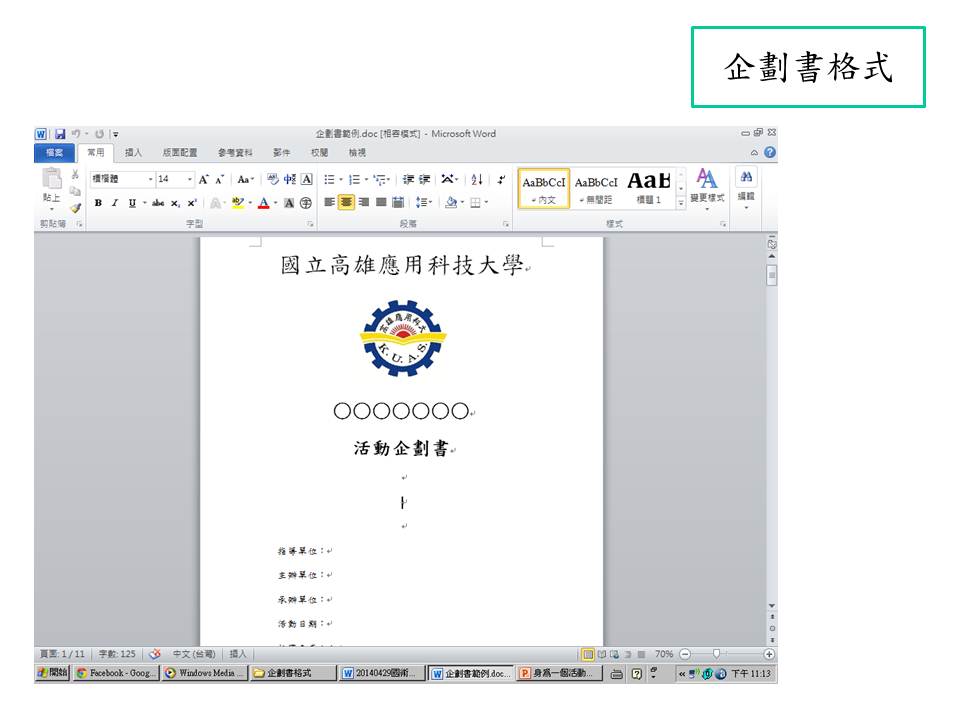 企劃書格式
企劃書範例.doc [相容模式] - Microsoft Word
檔案 常用 插入 版面配置 參考資料 郵件 校閱 檢視
標楷體 14
貼上
AaBbCcI AaBbCcI AaB
內文 無間距 標題 1
變更樣式 編輯
剪貼簿 字型 段落 樣式
國立高雄應用科技大學
高雄應用科大
K.U.A.S.
○○○○○○○
活動企劃書
指導單位：
主辦單位：
承辦單位：
活動日期：
頁面: 1 / 11 字數: 125 中文 (台灣) 插入 70%
開始 Facebook - Goog... Windows Media ... 企劃書格式 20140429國術... 企劃書範例.doc... 身為一個活動... 下午 11:13